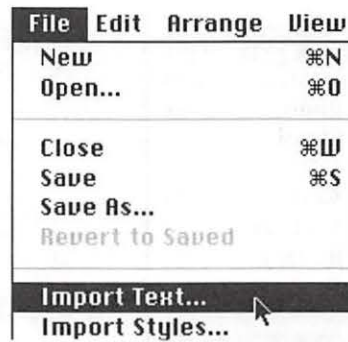 File Edit Arrange View
New ⌘N
Open... ⌘O
Close ⌘W
Save ⌘S
Save As...
Revert to Saved
Import Text...
Import Styles...